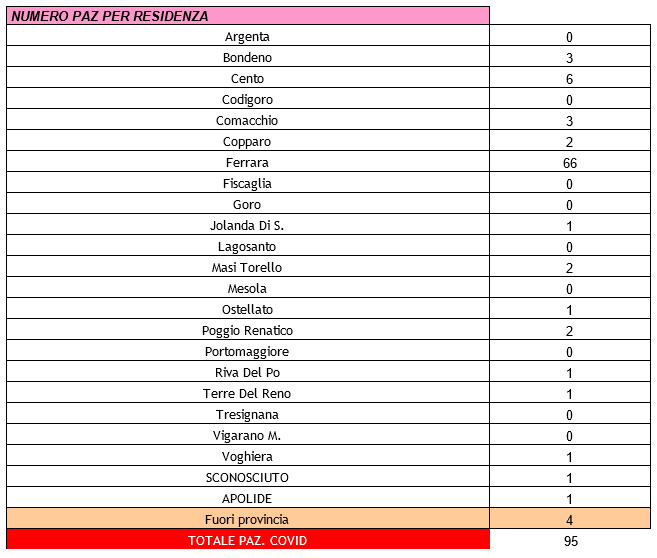 NUMERO PAZ PER RESIDENZA
Argenta 0
Bondeno 3
Cento 6
Codigoro 0
Comacchio 3
Copparo 2
Ferrara 66
Fiscaglia 0
Goro 0
Jolanda Di S. 1
Lagosanto 0
Masi Torello 2
Mesola 0
Ostellato 1
Poggio Renatico 2
Portomaggiore 0
Riva Del Po 1
Terre Del Reno 1
Tresignana 0
Vigarano M. 0
Voghiera 1
SCONOSCIUTO 1
APOLIDE 1
Fuori provincia 4
TOTALE PAZ. COVID 95